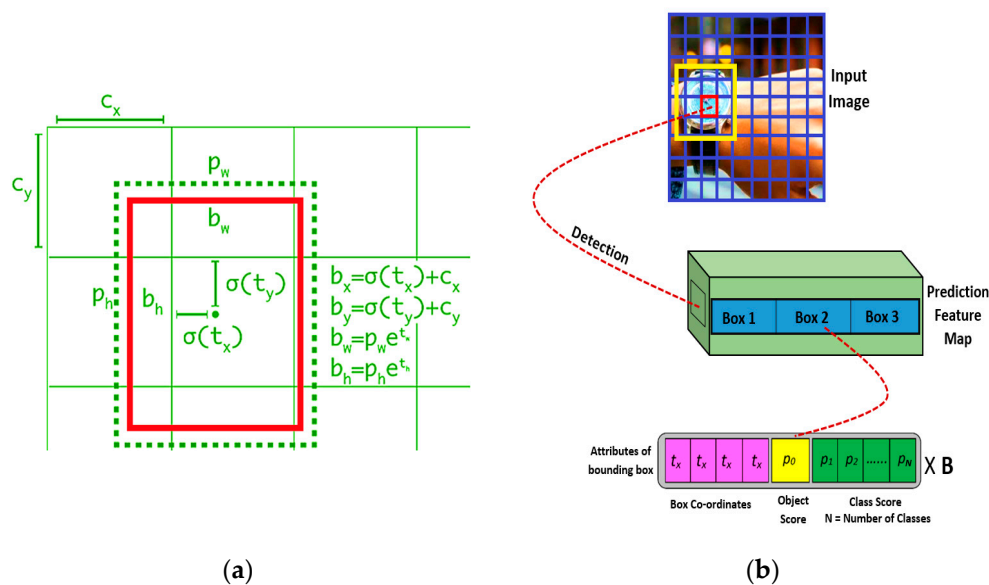 c_x
c_y
p_w
b_w
p_h
b_h
σ(t_y)
σ(t_x)
b_x=σ(t_x)+c_x
b_y=σ(t_y)+c_y
b_w=p_w e^t_w
b_h=p_h e^t_h
(a)
Input
Image
Detection
Box 1 Box 2 Box 3
Prediction
Feature
Map
Attributes of
bounding box
t_x t_x t_x t_x p_0 p_1 p_2 ...... p_N X B
Box Co-ordinates
Object
Score
Class Score
N = Number of Classes
(b)